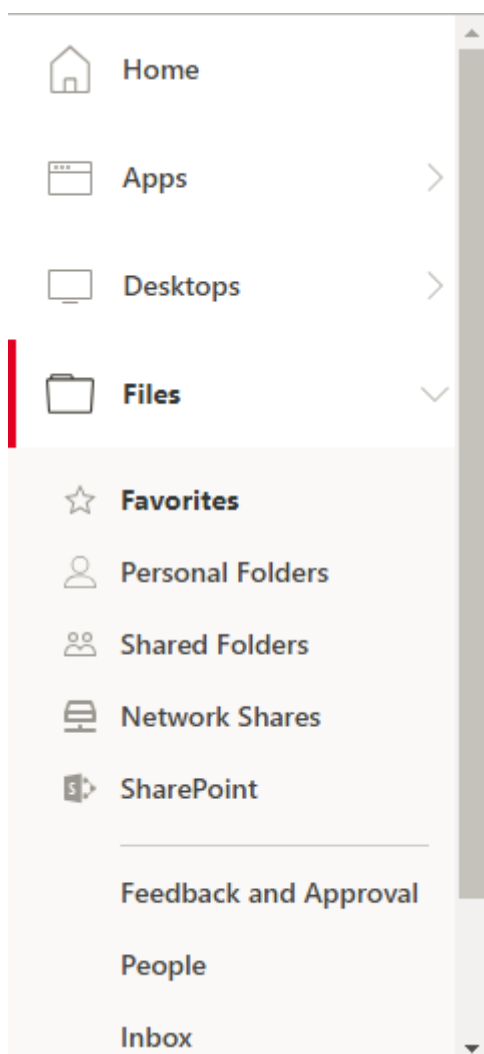 Home
Apps
Desktops
Files
Favorites
Personal Folders
Shared Folders
Network Shares
SharePoint
Feedback and Approval
People
Inbox